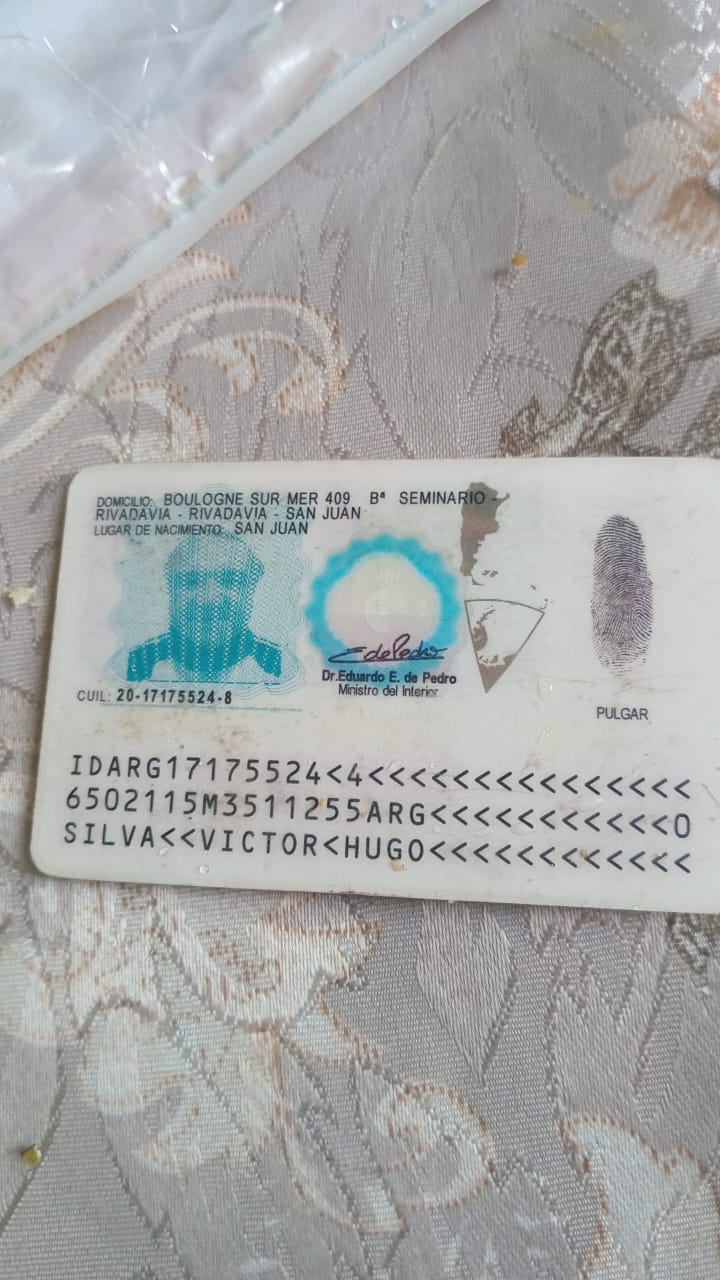 DOMICILIO: BOULOGNE SUR MER 409 Bª SEMINARIO -
RIVADAVIA - RIVADAVIA - SAN JUAN
LUGAR DE NACIMIENTO: SAN JUAN
Dr.Eduardo E. de Pedro
Ministro del Interior
CUIL: 20-17175524-8
PULGAR
IDARG17175524<4<<<<<<<<<<<<<<<
6502115M3511255ARG<<<<<<<<<<<0
SILVA<<VICTOR<HUGO<<<<<<<<<<<<